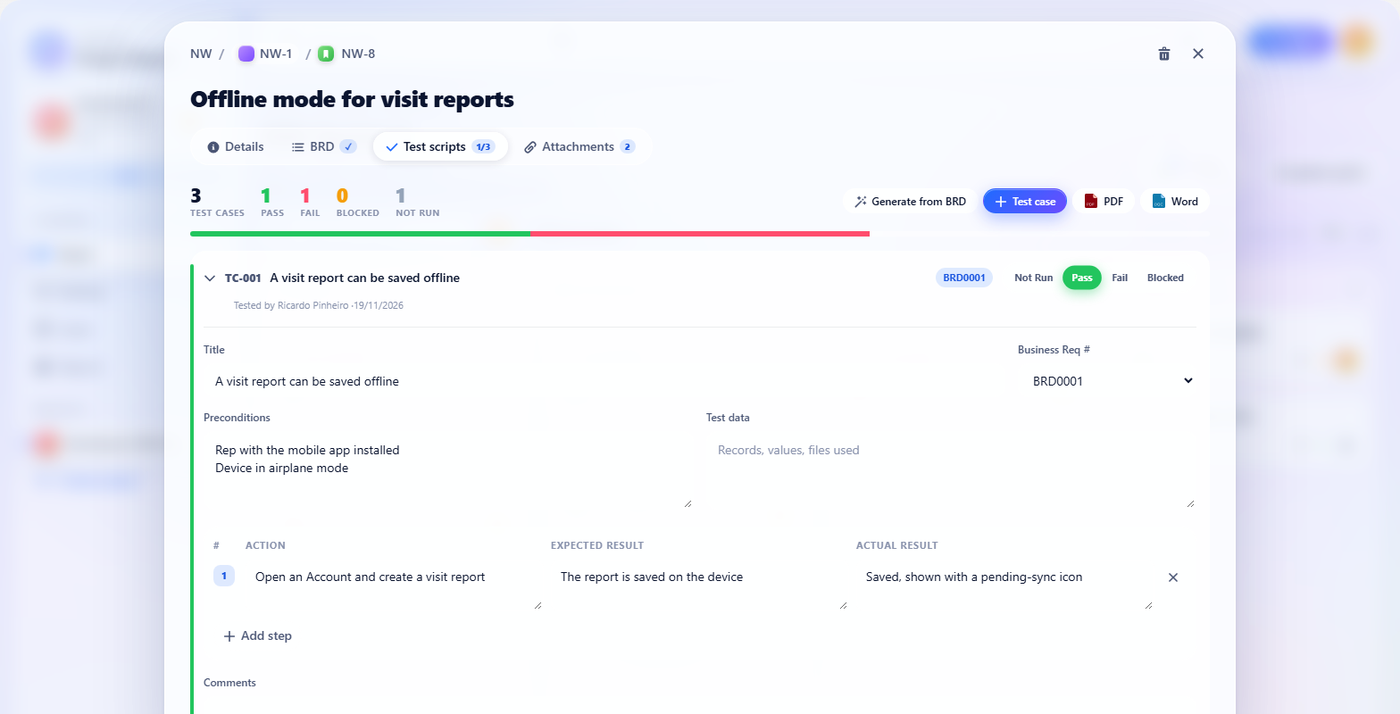 NW / NW-1 / NW-8
Offline mode for visit reports
Details
BRD ✓
Test scripts 1/3
Attachments 2
3 TEST CASES
1 PASS
1 FAIL
0 BLOCKED
1 NOT RUN
Generate from BRD
+ Test case
PDF
Word
TC-001 A visit report can be saved offline
BRD0001
Not Run
Pass
Fail
Blocked
Tested by Ricardo Pinheiro ·19/11/2026
Title
Business Req #
A visit report can be saved offline
BRD0001
Preconditions
Test data
Rep with the mobile app installed
Device in airplane mode
Records, values, files used
# ACTION EXPECTED RESULT ACTUAL RESULT
1 Open an Account and create a visit report
The report is saved on the device
Saved, shown with a pending-sync icon
+ Add step
Comments